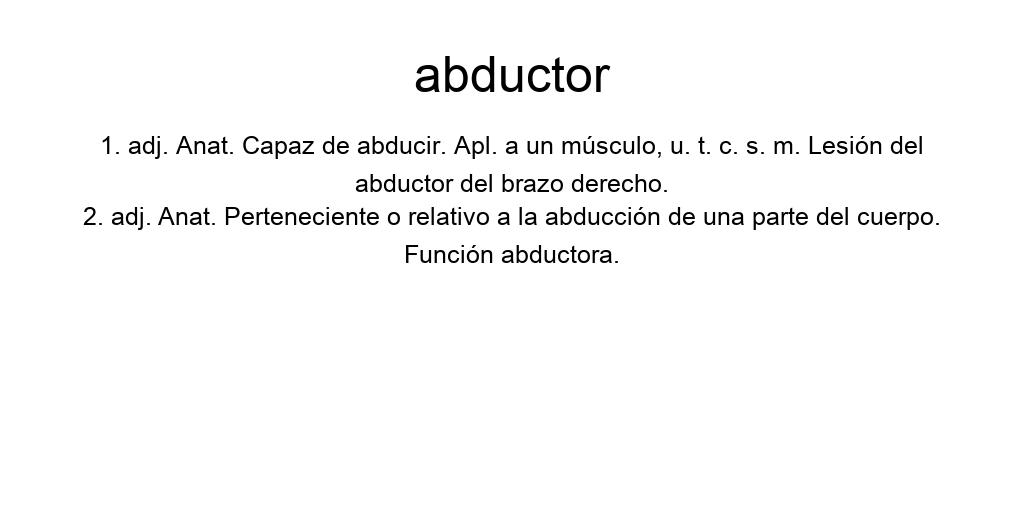 abductor
1. adj. Anat. Capaz de abducir. Apl. a un músculo, u. t. c. s. m. Lesión del
abductor del brazo derecho.
2. adj. Anat. Perteneciente o relativo a la abducción de una parte del cuerpo.
Función abductora.